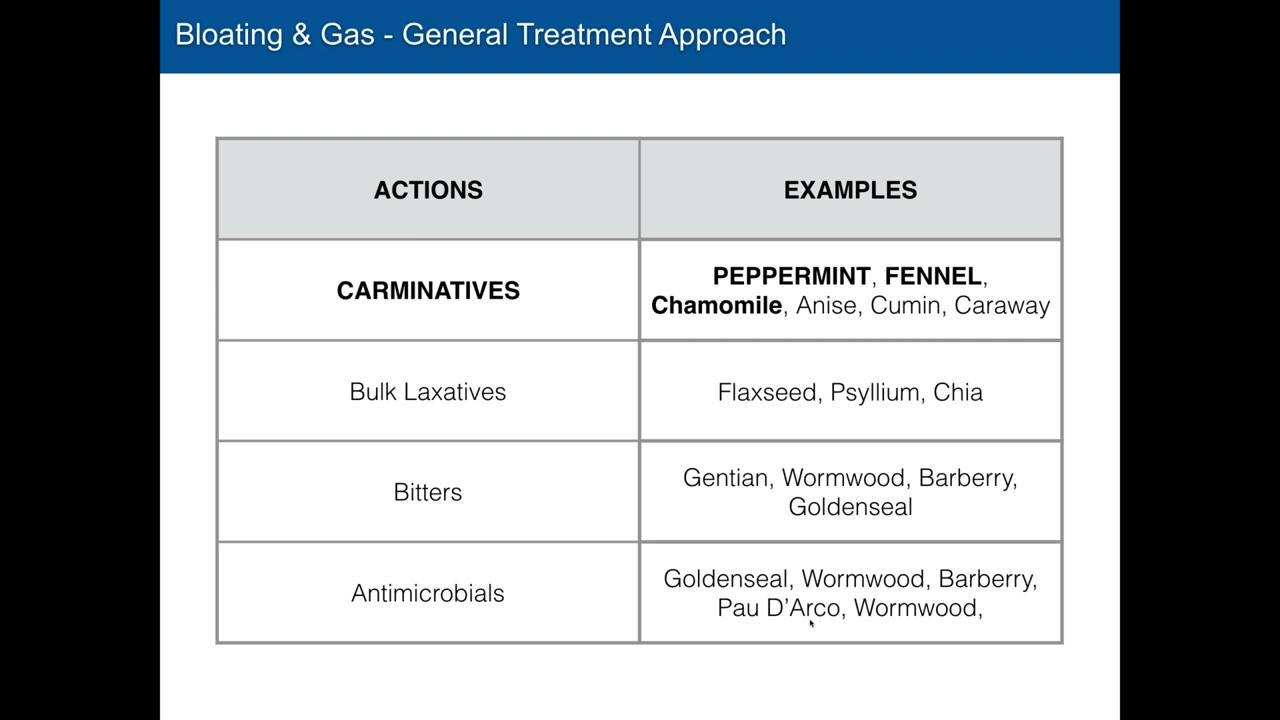 Bloating & Gas - General Treatment Approach
ACTIONS
EXAMPLES
CARMINATIVES
PEPPERMINT, FENNEL,
Chamomile, Anise, Cumin, Caraway
Bulk Laxatives
Flaxseed, Psyllium, Chia
Bitters
Gentian, Wormwood, Barberry,
Goldenseal
Antimicrobials
Goldenseal, Wormwood, Barberry,
Pau D’Arco, Wormwood,